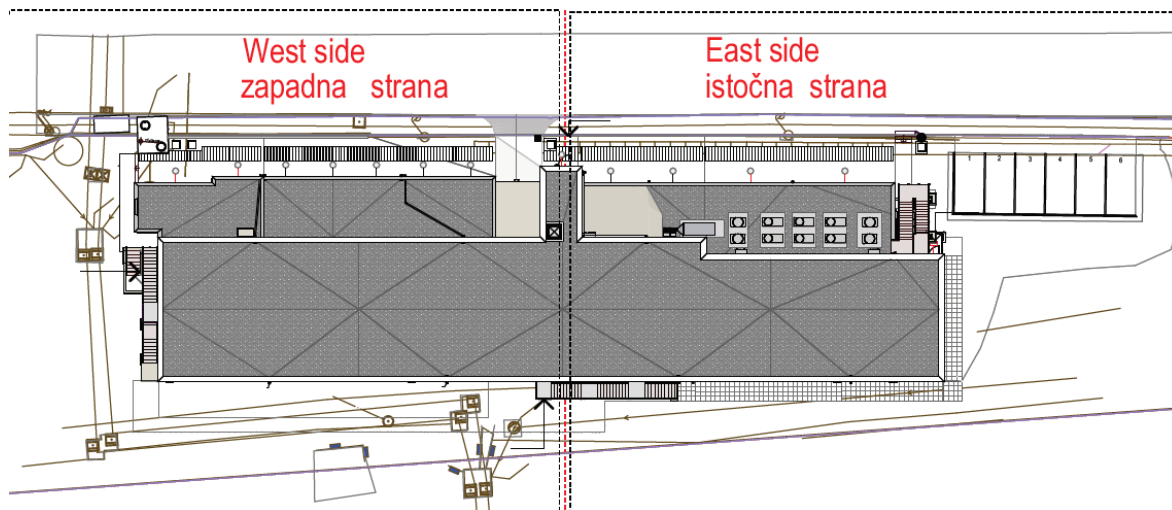 West side
zapadna strana
East side
istočna strana
1 2 3 4 5 6